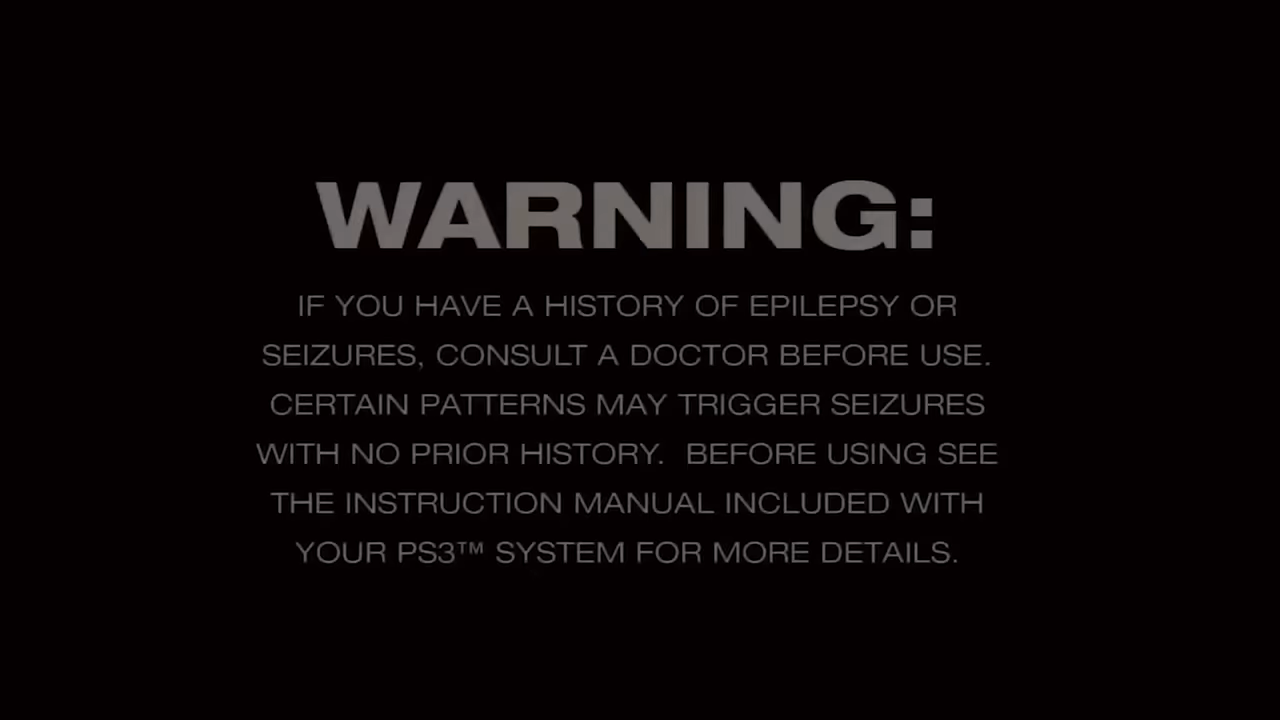 WARNING:
IF YOU HAVE A HISTORY OF EPILEPSY OR
SEIZURES, CONSULT A DOCTOR BEFORE USE.
CERTAIN PATTERNS MAY TRIGGER SEIZURES
WITH NO PRIOR HISTORY.  BEFORE USING SEE
THE INSTRUCTION MANUAL INCLUDED WITH
YOUR PS3™ SYSTEM FOR MORE DETAILS.